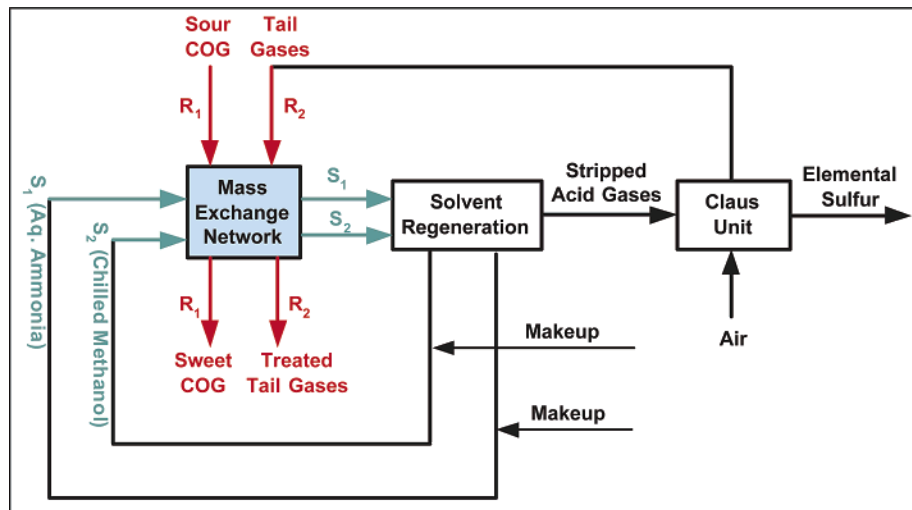 Sour
COG
Tail
Gases
R1
R2
S1 (Aq. Ammonia)
S2 (Chilled Methanol)
Mass
Exchange
Network
S1
S2
Solvent
Regeneration
Stripped
Acid Gases
Claus
Unit
Elemental
Sulfur
R1
R2
Sweet
COG
Treated
Tail Gases
Makeup
Air
Makeup